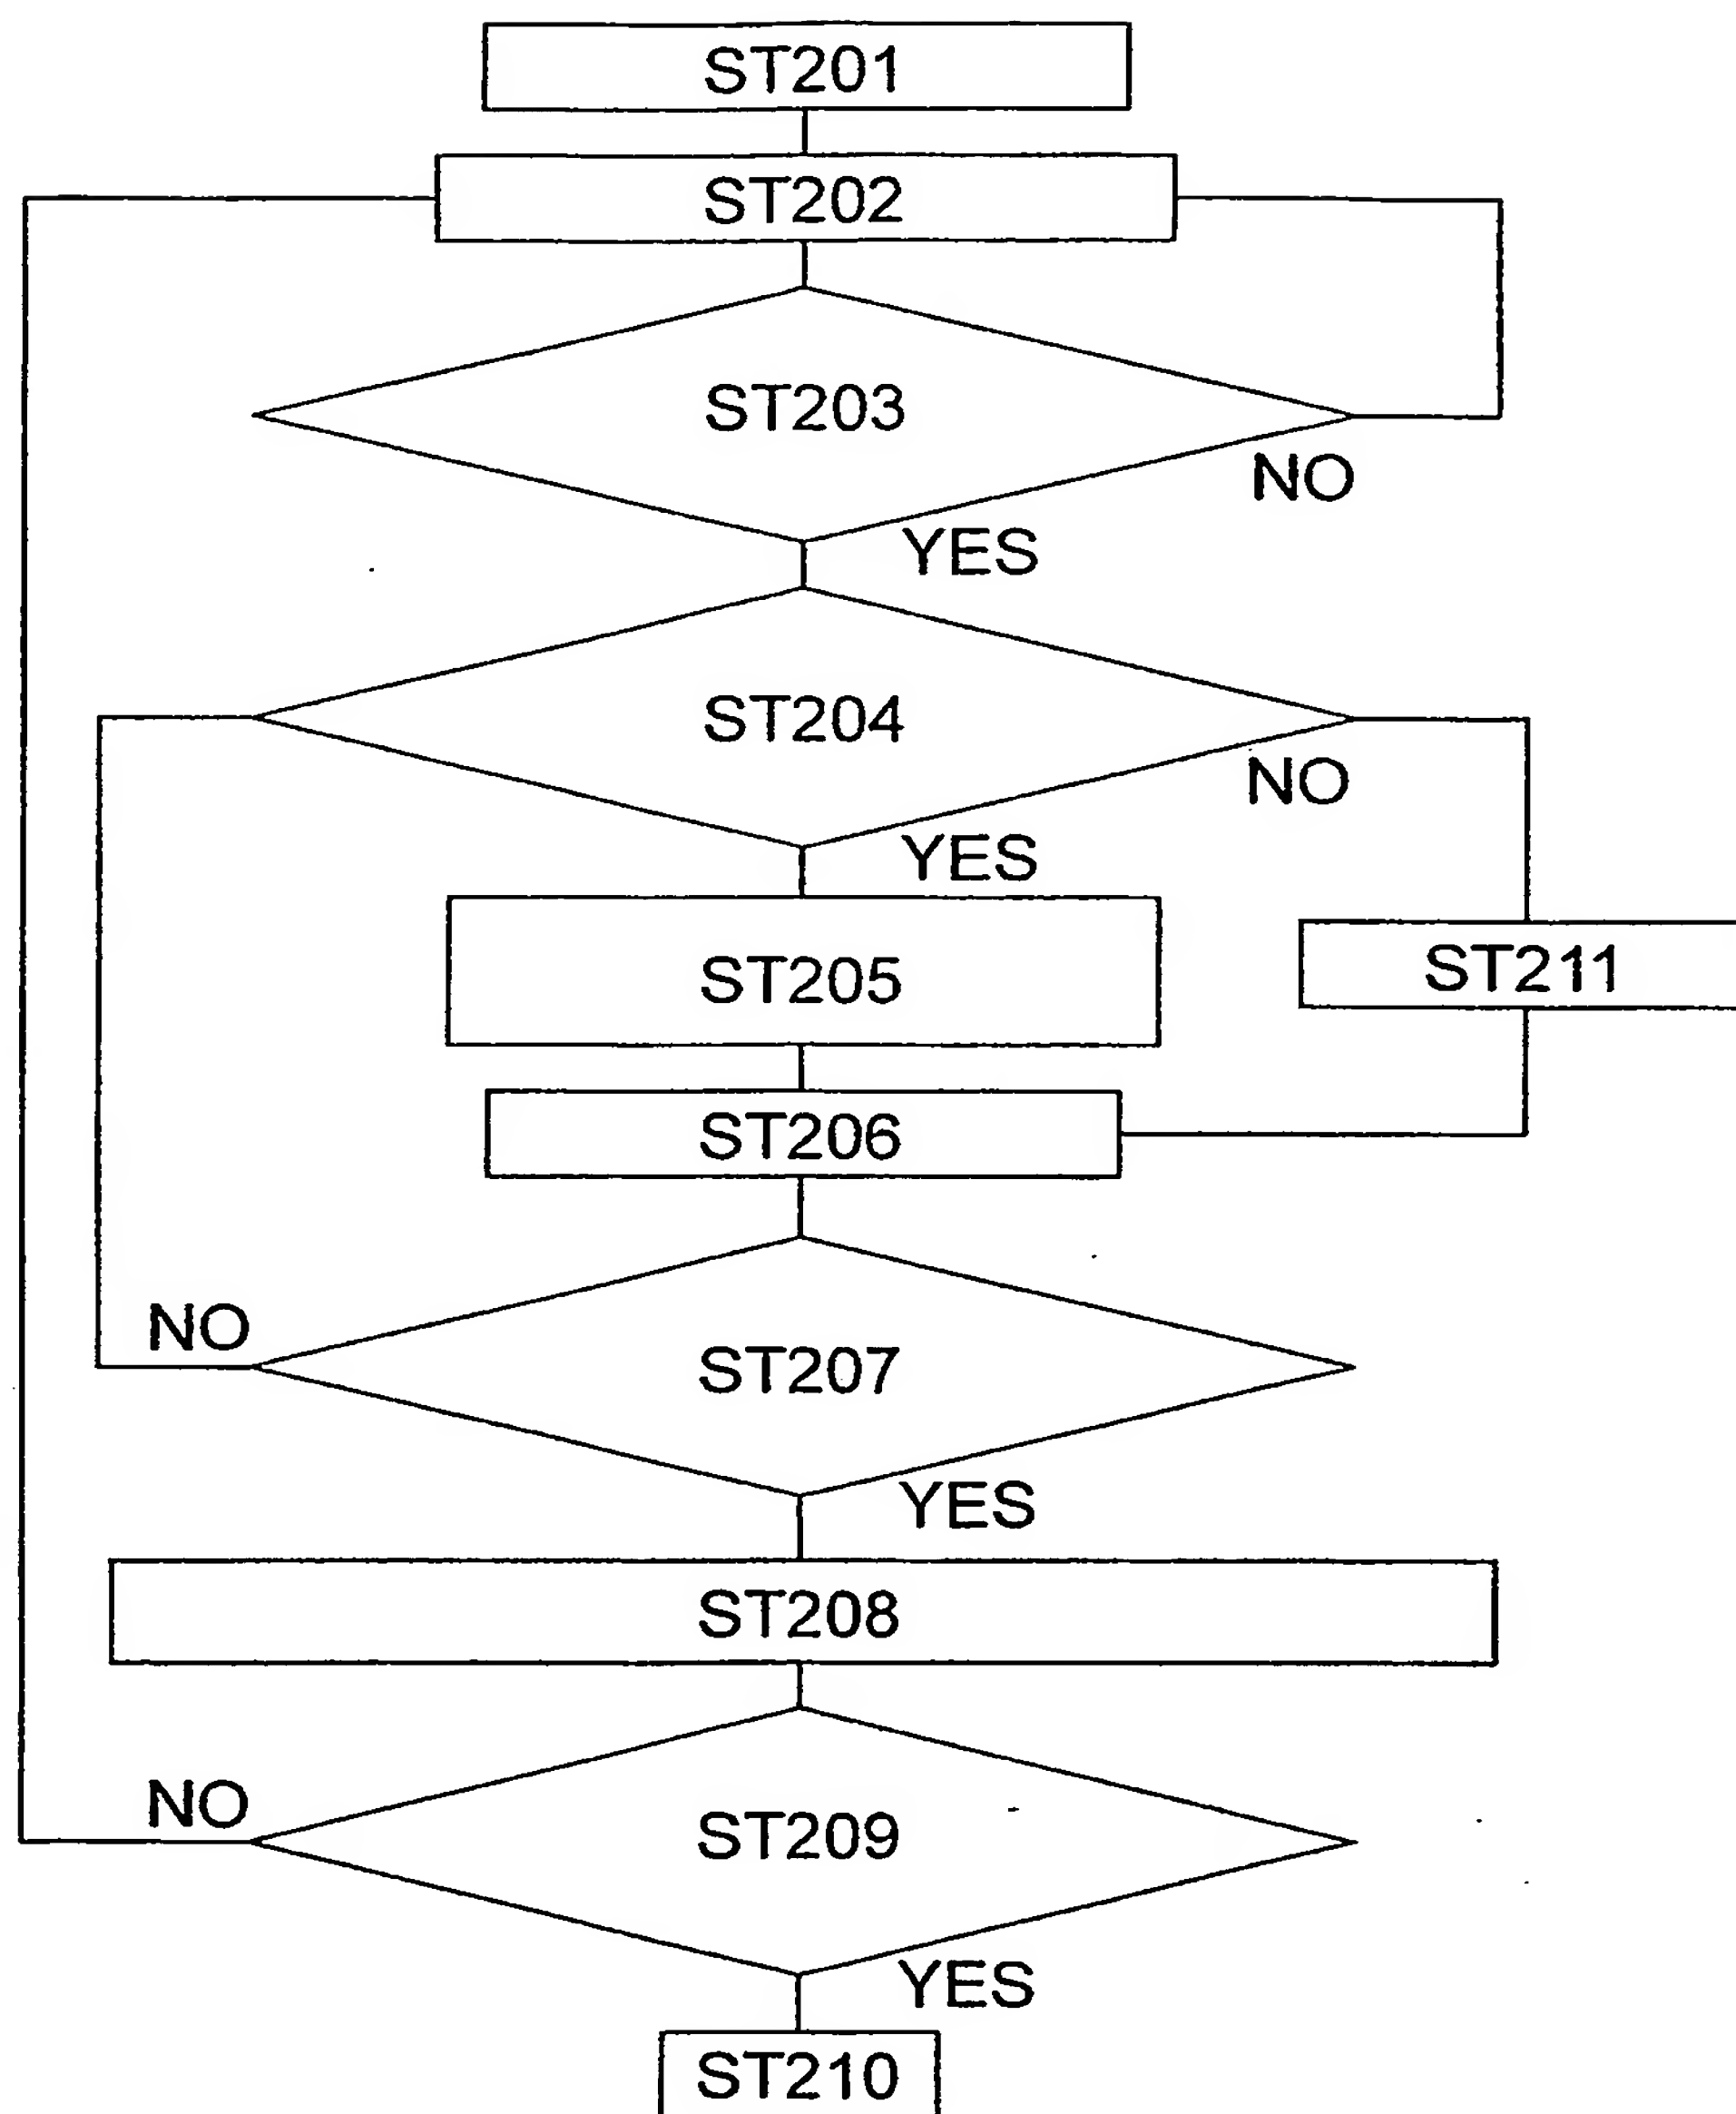 ST201
ST202
ST203
NO
YES
ST204
NO
YES
ST205
ST211
ST206
NO
ST207
YES
ST208
NO
ST209
YES
ST210